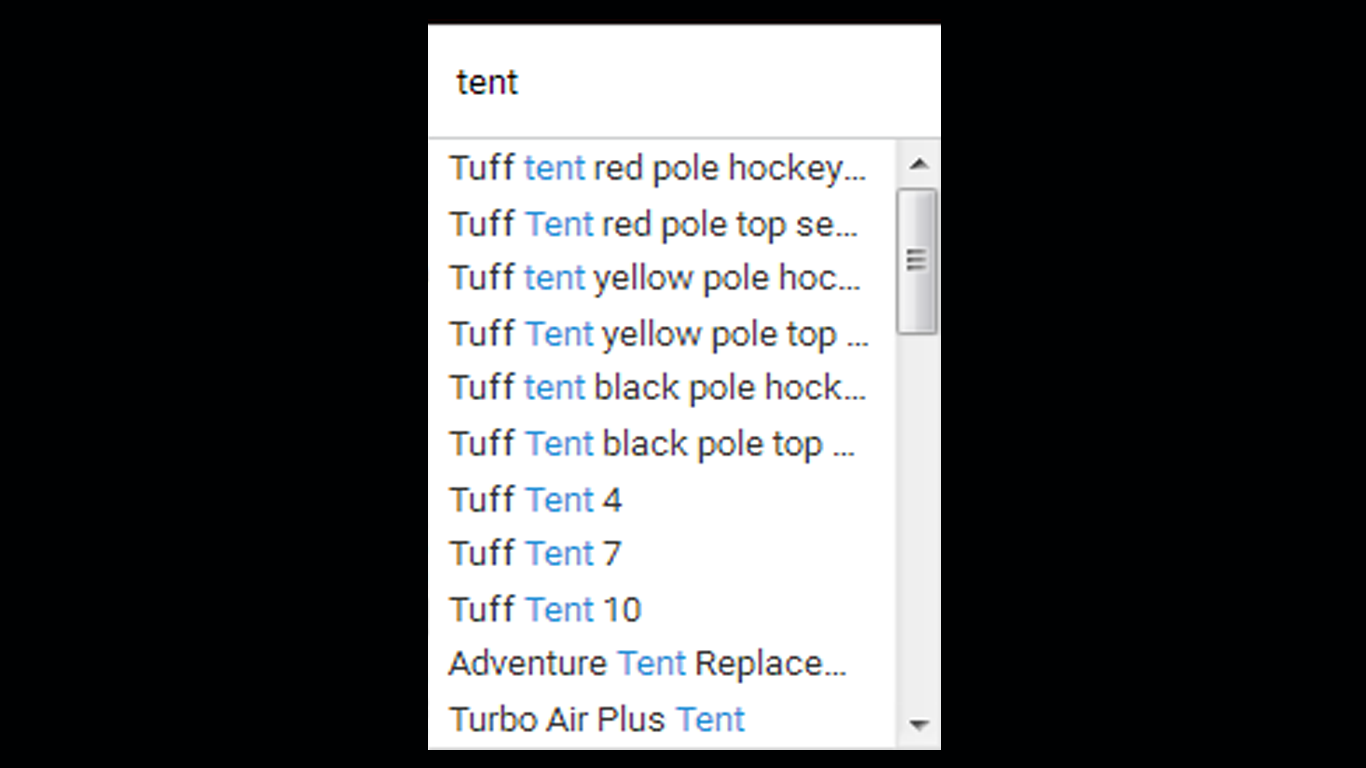 tent
Tuff tent red pole hockey...
Tuff Tent red pole top se...
Tuff tent yellow pole hoc...
Tuff Tent yellow pole top ...
Tuff tent black pole hock...
Tuff Tent black pole top ...
Tuff Tent 4
Tuff Tent 7
Tuff Tent 10
Adventure Tent Replace...
Turbo Air Plus Tent